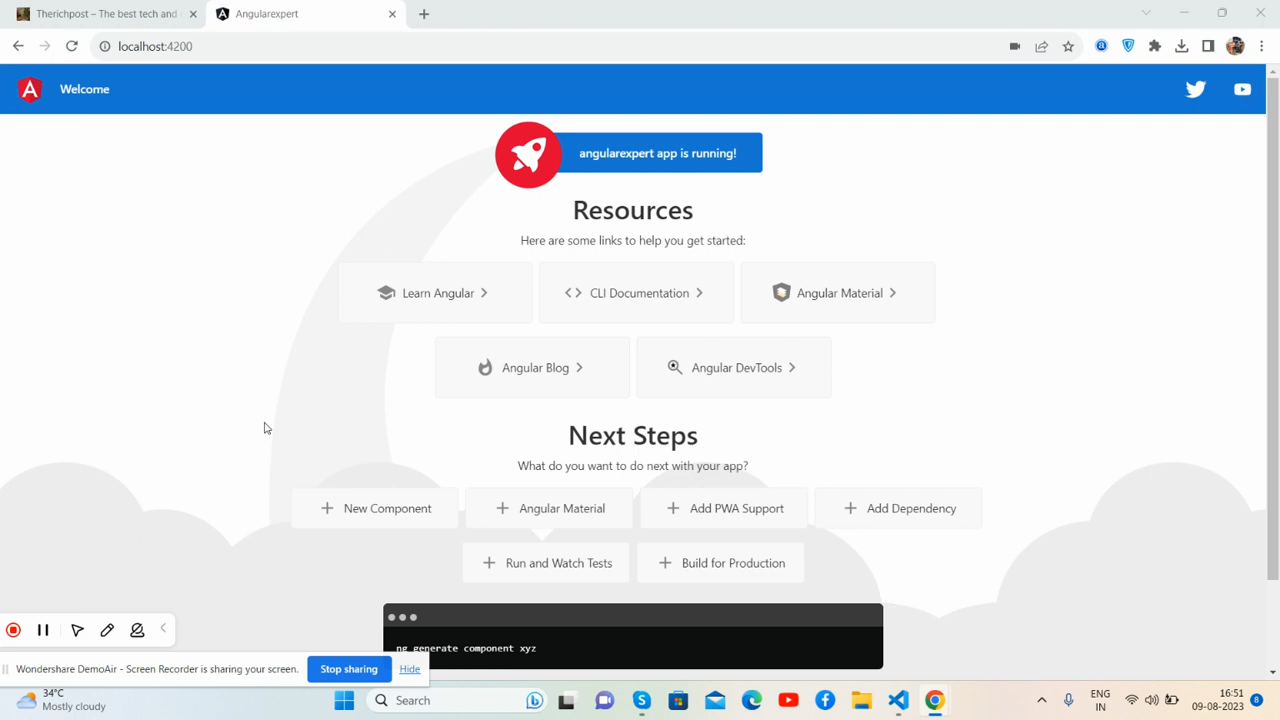 Therichpost – The best tech and
Angularexpert
localhost:4200
Welcome
angularexpert app is running!
Resources
Here are some links to help you get started:
Learn Angular
CLI Documentation
Angular Material
Angular Blog
Angular DevTools
Next Steps
What do you want to do next with your app?
New Component
Angular Material
Add PWA Support
Add Dependency
Run and Watch Tests
Build for Production
ng generate component xyz
Wondershare DemoAir - Screen Recorder is sharing your screen.
Stop sharing
Hide
34°C
Mostly cloudy
Search
ENG
IN
16:51
09-08-2023
8